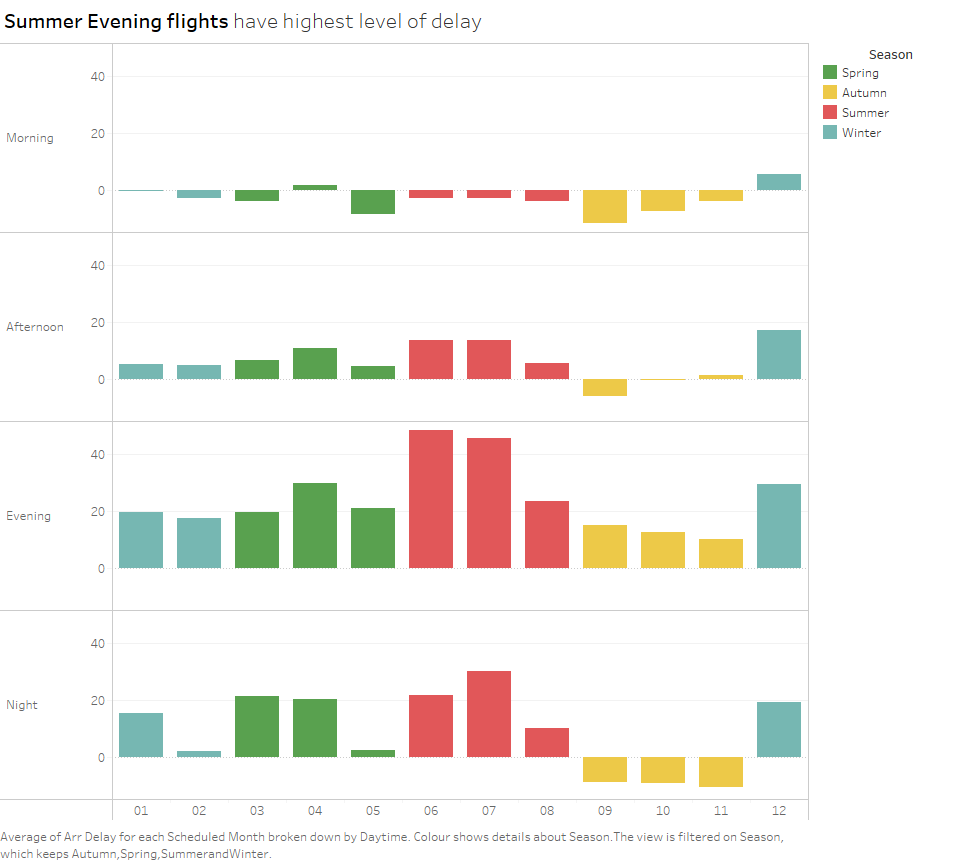 Summer Evening flights have highest level of delay
Season
Spring
Autumn
Summer
Winter
Morning
40
20
0
Afternoon
40
20
0
Evening
40
20
0
Night
40
20
0
01 02 03 04 05 06 07 08 09 10 11 12
Average of Arr Delay for each Scheduled Month broken down by Daytime. Colour shows details about Season.The view is filtered on Season,
which keeps Autumn,Spring,SummerandWinter.